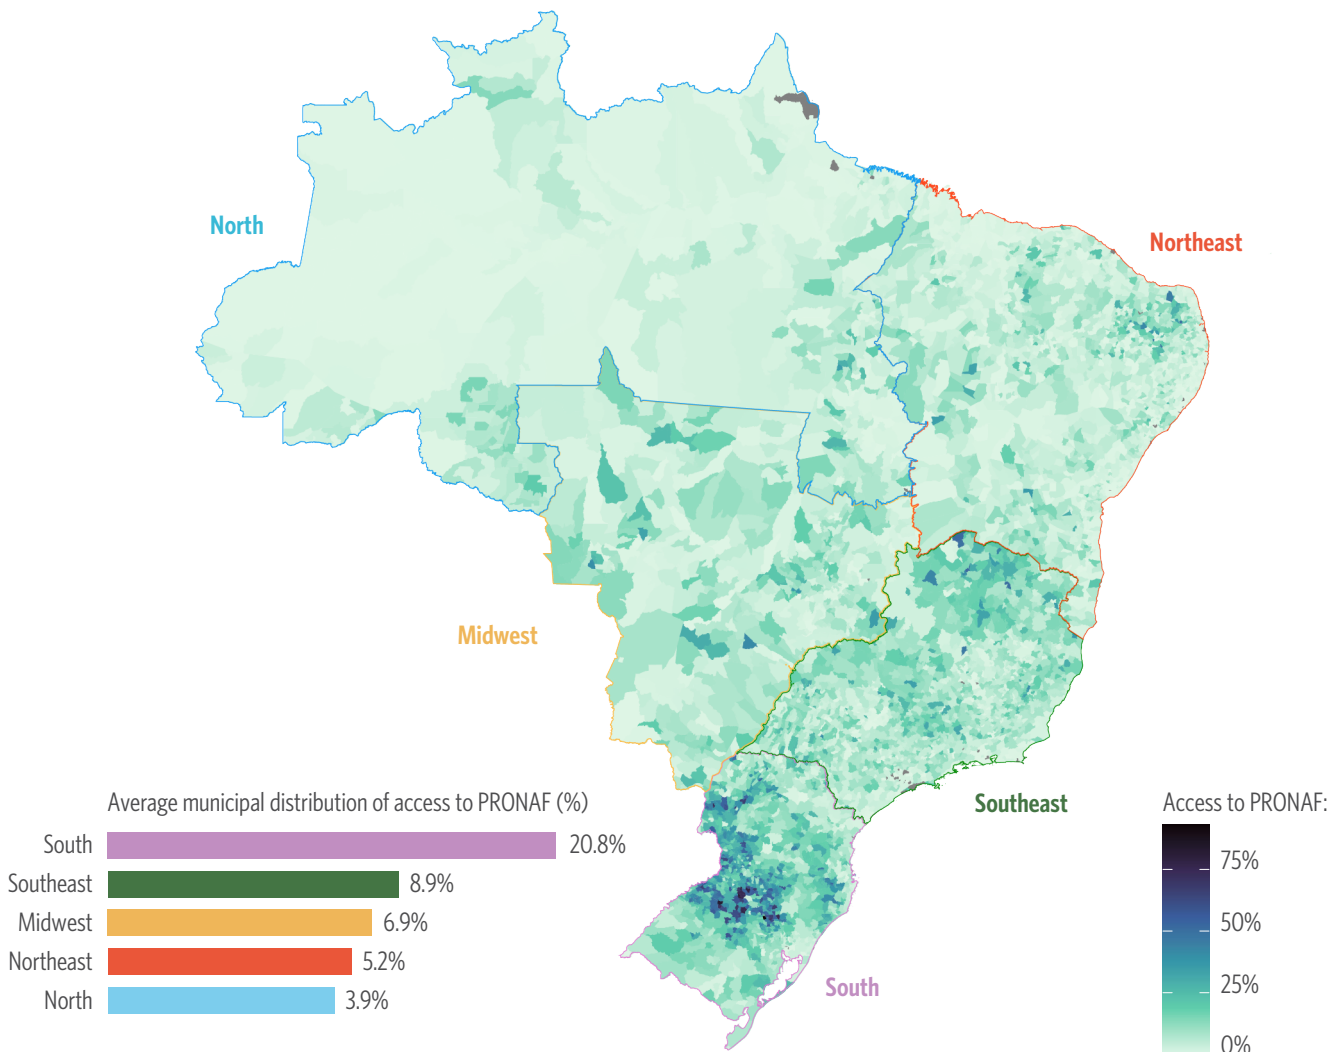 North
Northeast
Midwest
Southeast
South
Average municipal distribution of access to PRONAF (%)
South 20.8%
Southeast 8.9%
Midwest 6.9%
Northeast 5.2%
North 3.9%
Access to PRONAF:
75%
50%
25%
0%